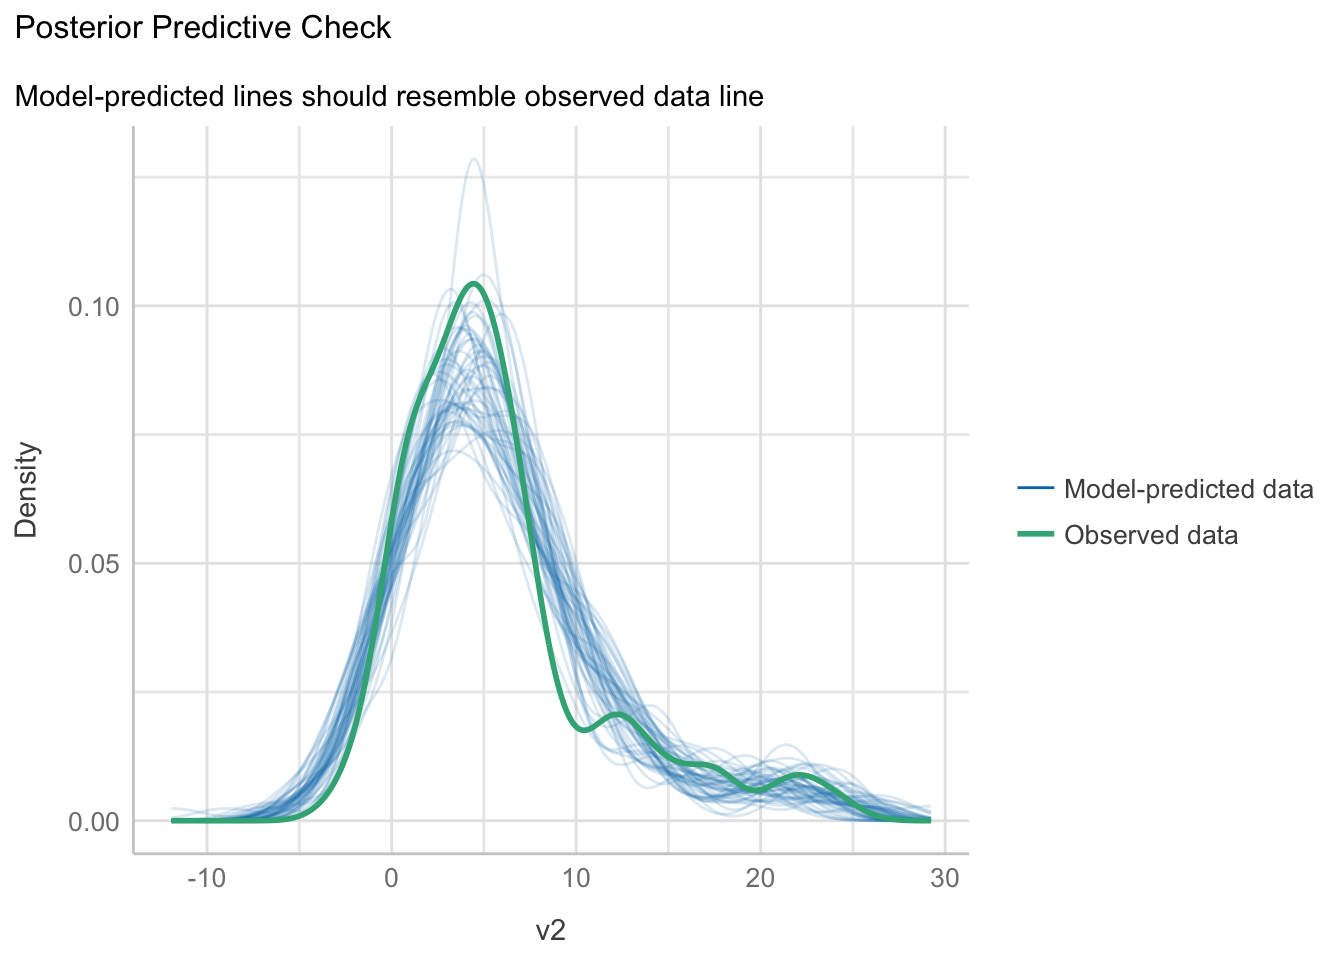 Posterior Predictive Check
Model-predicted lines should resemble observed data line
Density
0.10
0.05
0.00
-10
0
10
20
30
v2
Model-predicted data
Observed data